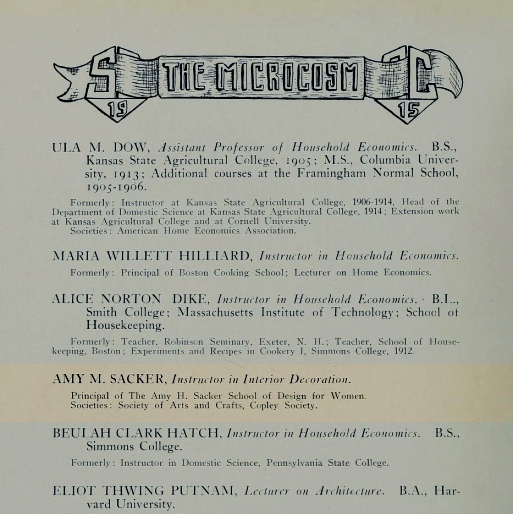 S THE MICROCOSM C
19 15
ULA M. DOW, Assistant Professor of Household Economics. B.S.,
Kansas State Agricultural College, 1905; M.S., Columbia Univer-
sity, 1913; Additional courses at the Framingham Normal School,
1905-1906.
Formerly: Instructor at Kansas State Agricultural College, 1906-1914, Head of the
Department of Domestic Science at Kansas State Agricultural College, 1914; Extension work
at Kansas Agricultural College and at Cornell University.
Societies: American Home Economics Association.
MARIA WILLETT HILLIARD, Instructor in Household Economics.
Formerly: Principal of Boston Cooking School; Lecturer on Home Economics.
ALICE NORTON DIKE, Instructor in Household Economics. B.L.,
Smith College; Massachusetts Institute of Technology; School of
Housekeeping.
Formerly: Teacher, Robinson Seminary, Exeter, N. H.; Teacher, School of House-
keeping, Boston; Experiments and Recipes in Cookery I, Simmons College, 1912.
AMY M. SACKER, Instructor in Interior Decoration.
Principal of The Amy H. Sacker School of Design for Women.
Societies: Society of Arts and Crafts, Copley Society.
BEULAH CLARK HATCH, Instructor in Household Economics. B.S.,
Simmons College.
Formerly: Instructor in Domestic Science, Pennsylvania State College.
ELIOT THWING PUTNAM, Lecturer on Architecture. B.A., Har-
vard University.